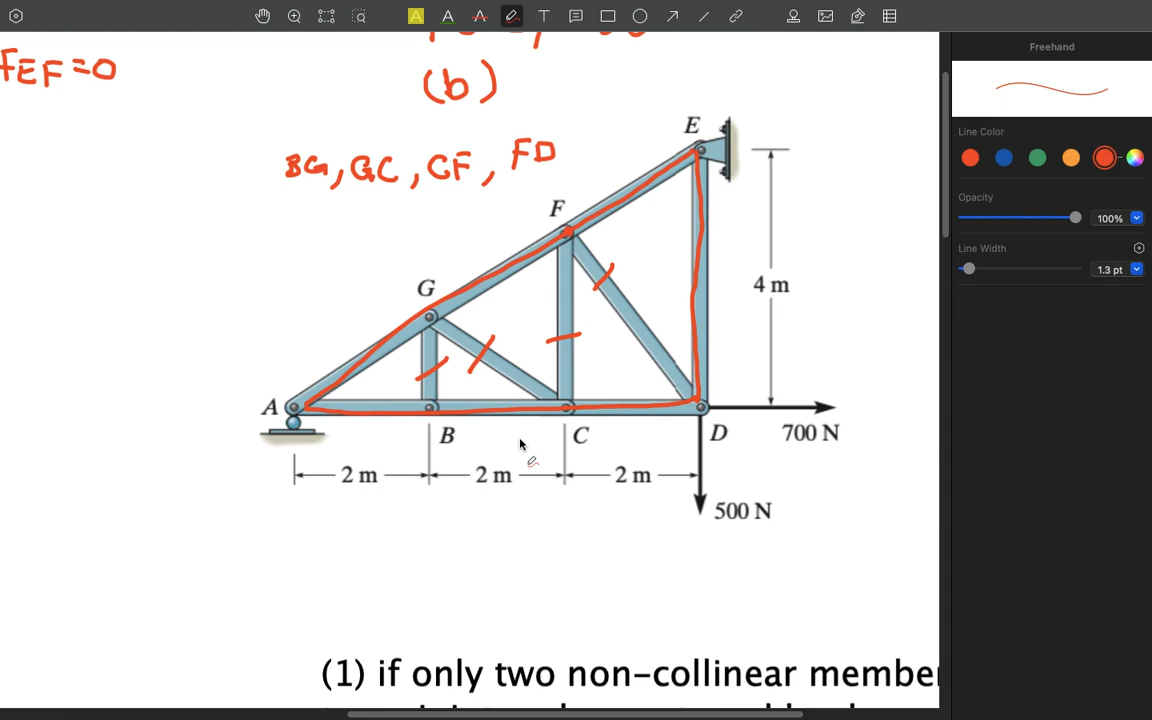 A
A
T
FEF=0
(b)
BG, GC, CF, FD
E
F
G
4 m
A
B
C
D
700 N
2 m
2 m
2 m
500 N
(1) if only two non-collinear member
Freehand
Line Color
Opacity
100%
Line Width
1.3 pt